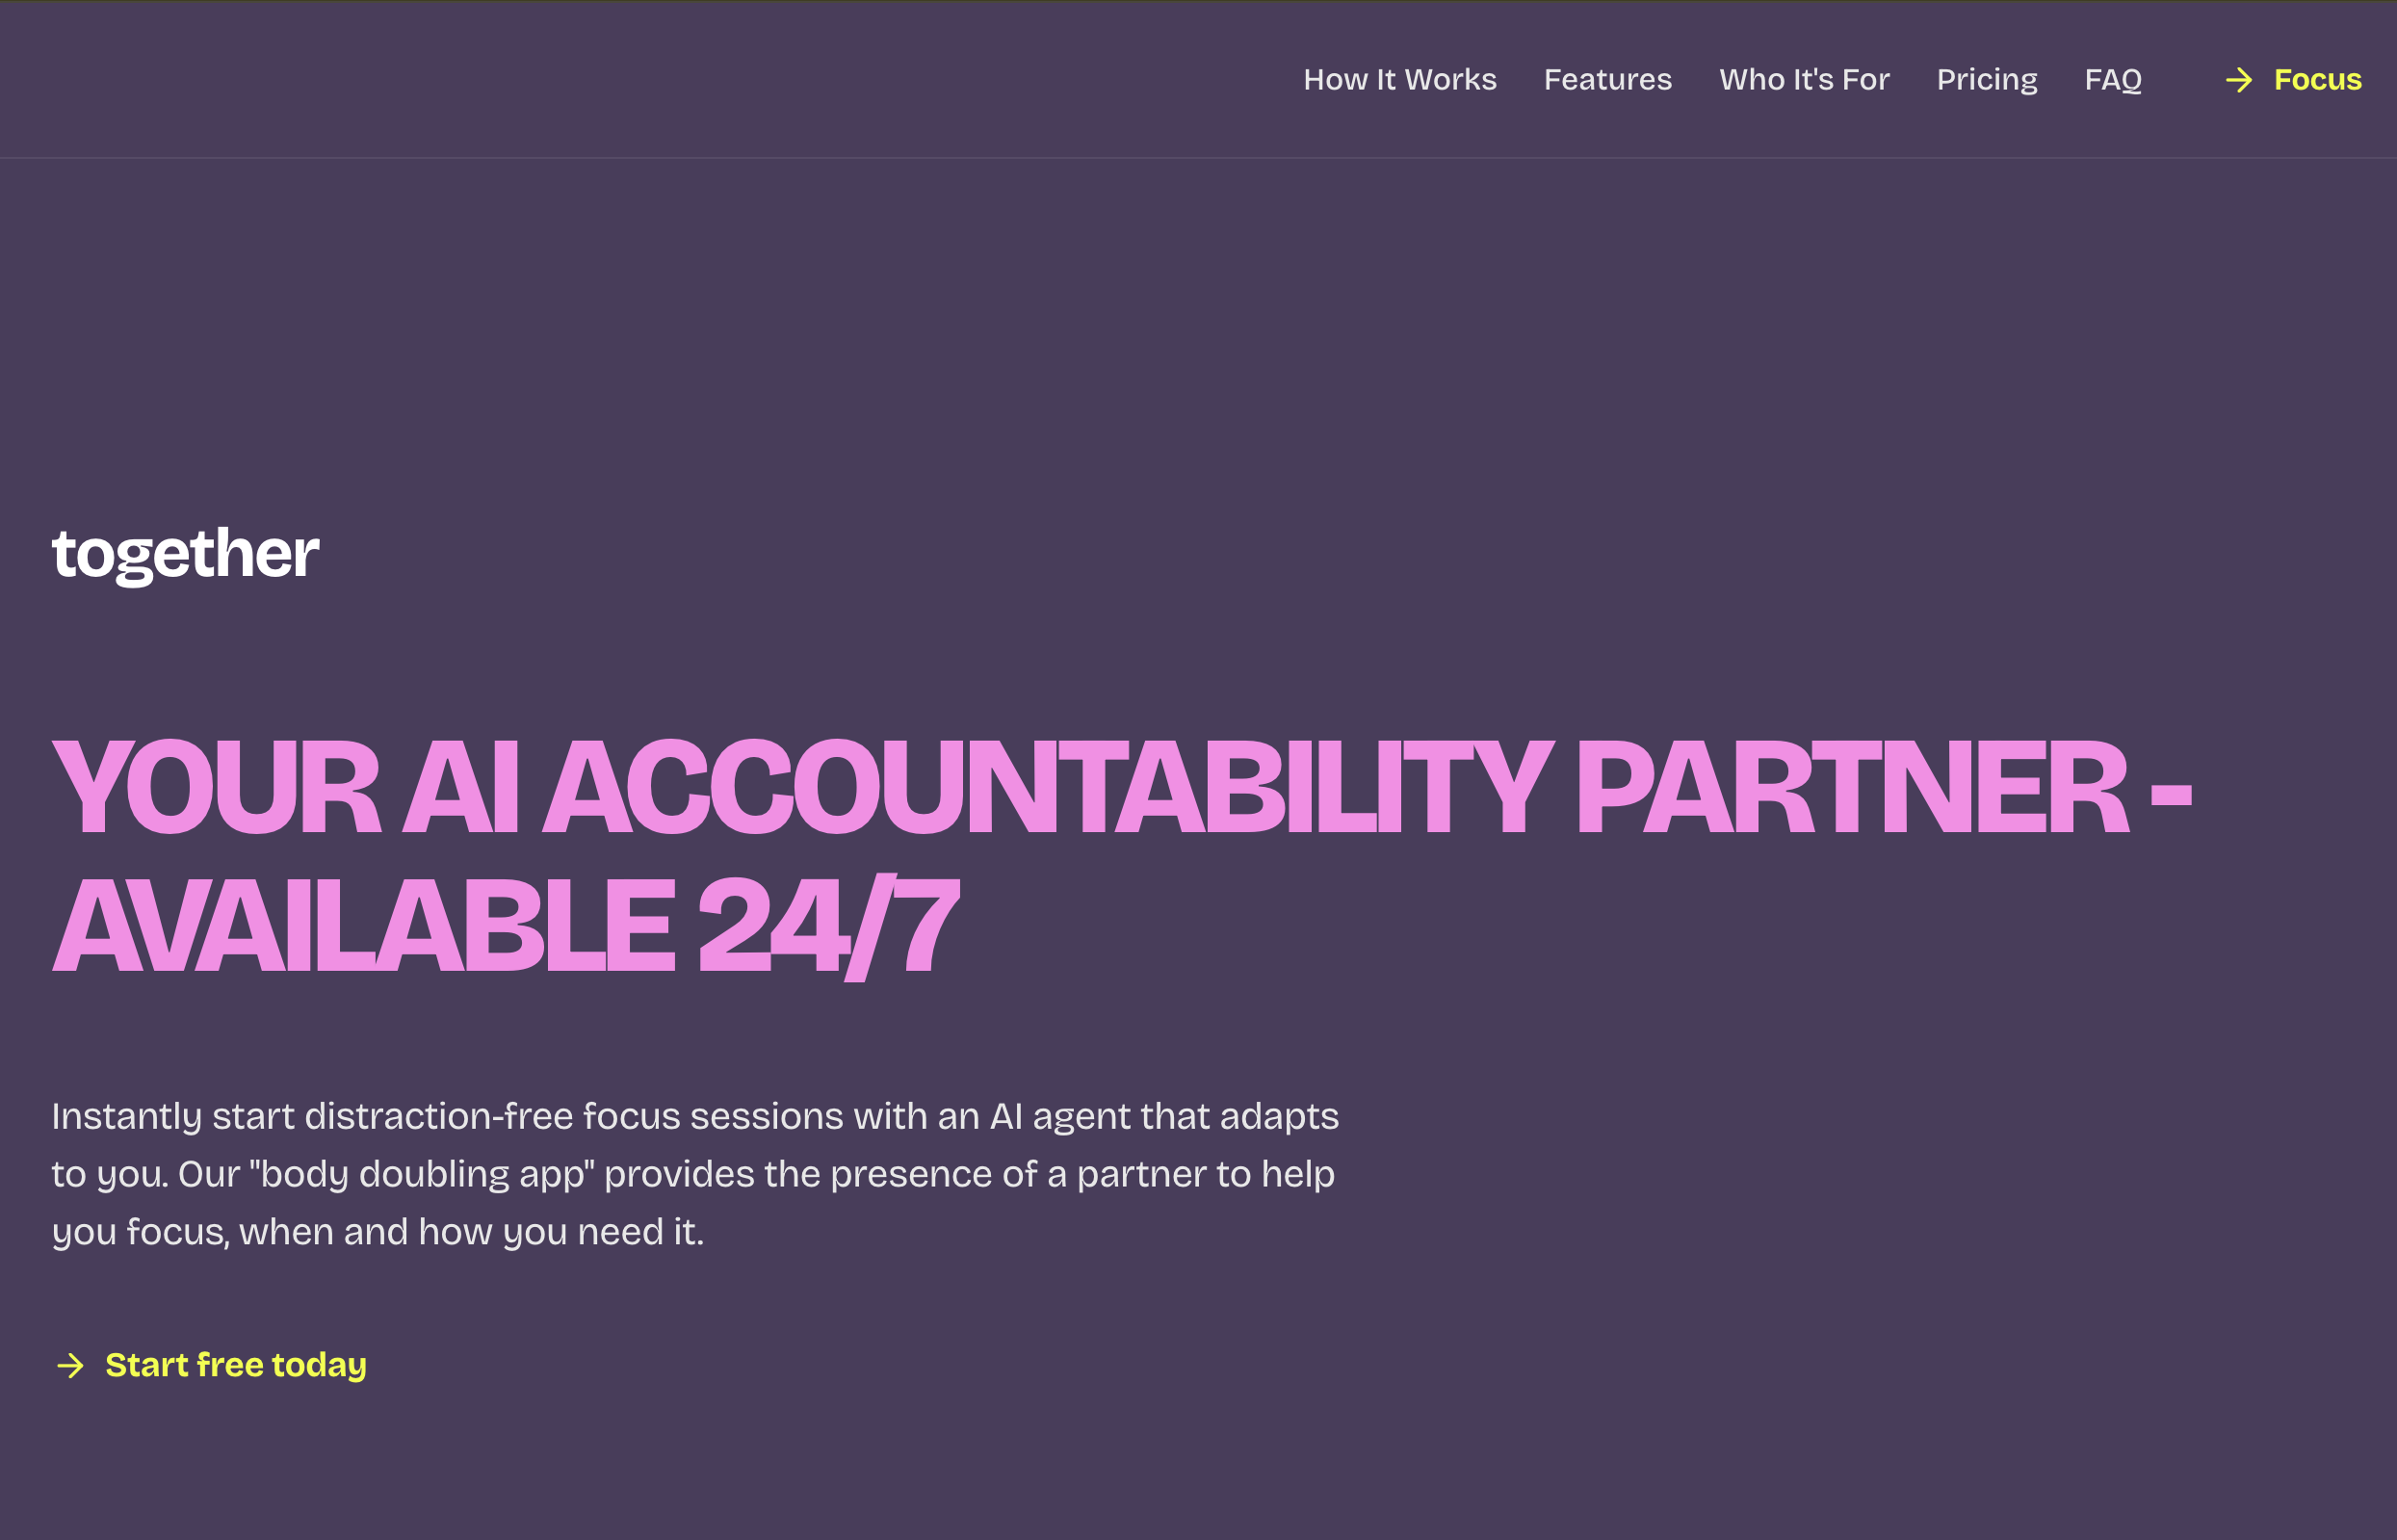 How It Works Features Who It's For Pricing FAQ → Focus
together
YOUR AI ACCOUNTABILITY PARTNER -
AVAILABLE 24/7
Instantly start distraction-free focus sessions with an AI agent that adapts
to you. Our "body doubling app" provides the presence of a partner to help
you focus, when and how you need it.
→ Start free today